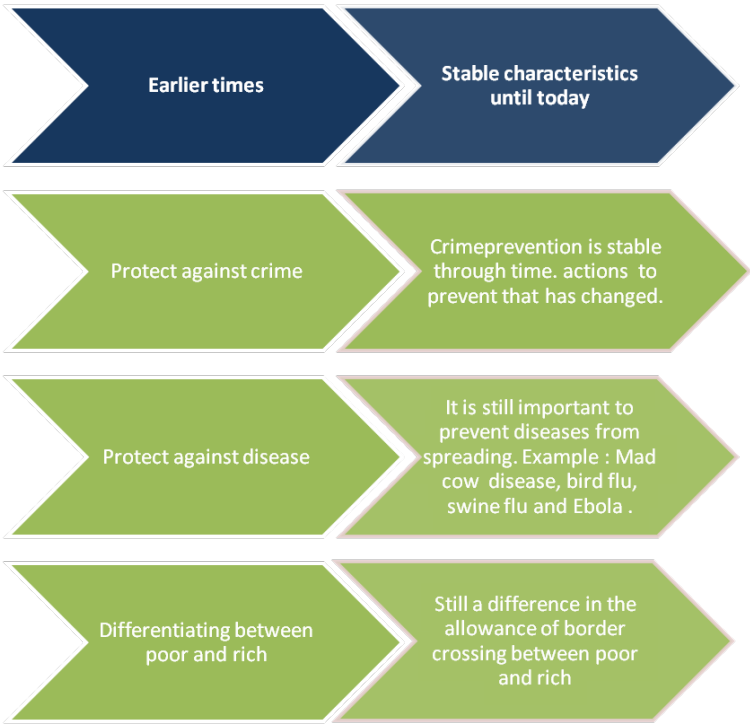 Earlier times
Stable characteristics
until today
Protect against crime
Crimeprevention is stable
through time. actions  to
prevent that has changed.
Protect against disease
It is still important to
prevent diseases from
spreading. Example : Mad
cow  disease, bird flu,
swine flu and Ebola .
Differentiating between
poor and rich
Still a difference in the
allowance of border
crossing between poor
and rich